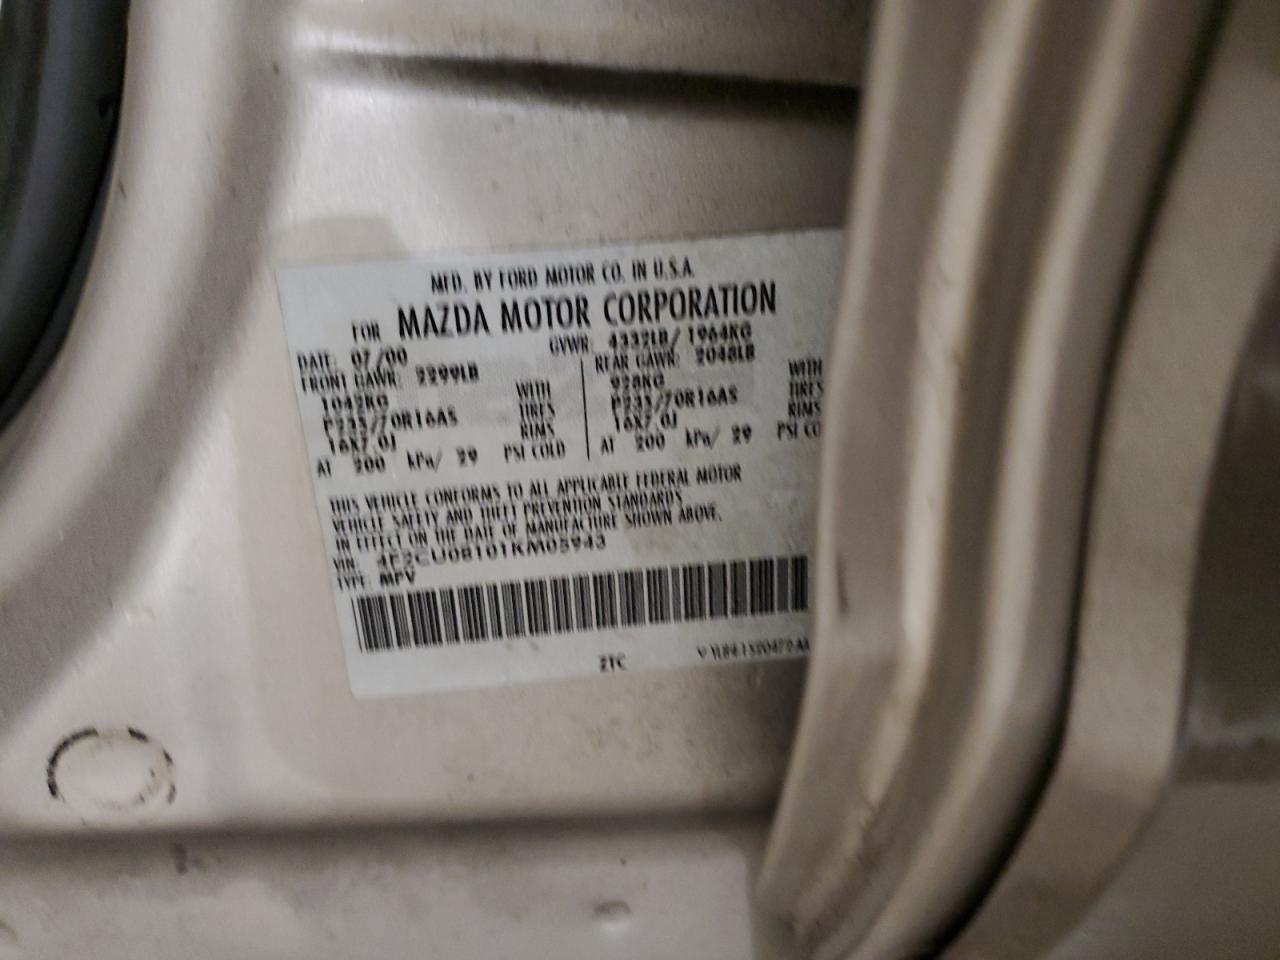 MFD. BY FORD MOTOR CO. IN U.S.A.
FOR MAZDA MOTOR CORPORATION
DATE: 07/00 GVWR: 4332LB/ 1964KG
FRONT GAWR: 2299LB REAR GAWR: 2048LB
1042KG WITH 928KG WITH
P235/70R16AS TIRES P235/70R16AS TIRES
16X7.0J RIMS 16X7.0J RIMS
AT 200 kPa/ 29 PSI COLD AT 200 kPa/ 29 PSI CO
THIS VEHICLE CONFORMS TO ALL APPLICABLE FEDERAL MOTOR
VEHICLE SAFETY AND THEFT PREVENTION STANDARDS
IN EFFECT ON THE DATE OF MANUFACTURE SHOWN ABOVE.
VIN: 4F2CU08101KM05943
TYPE: MPV